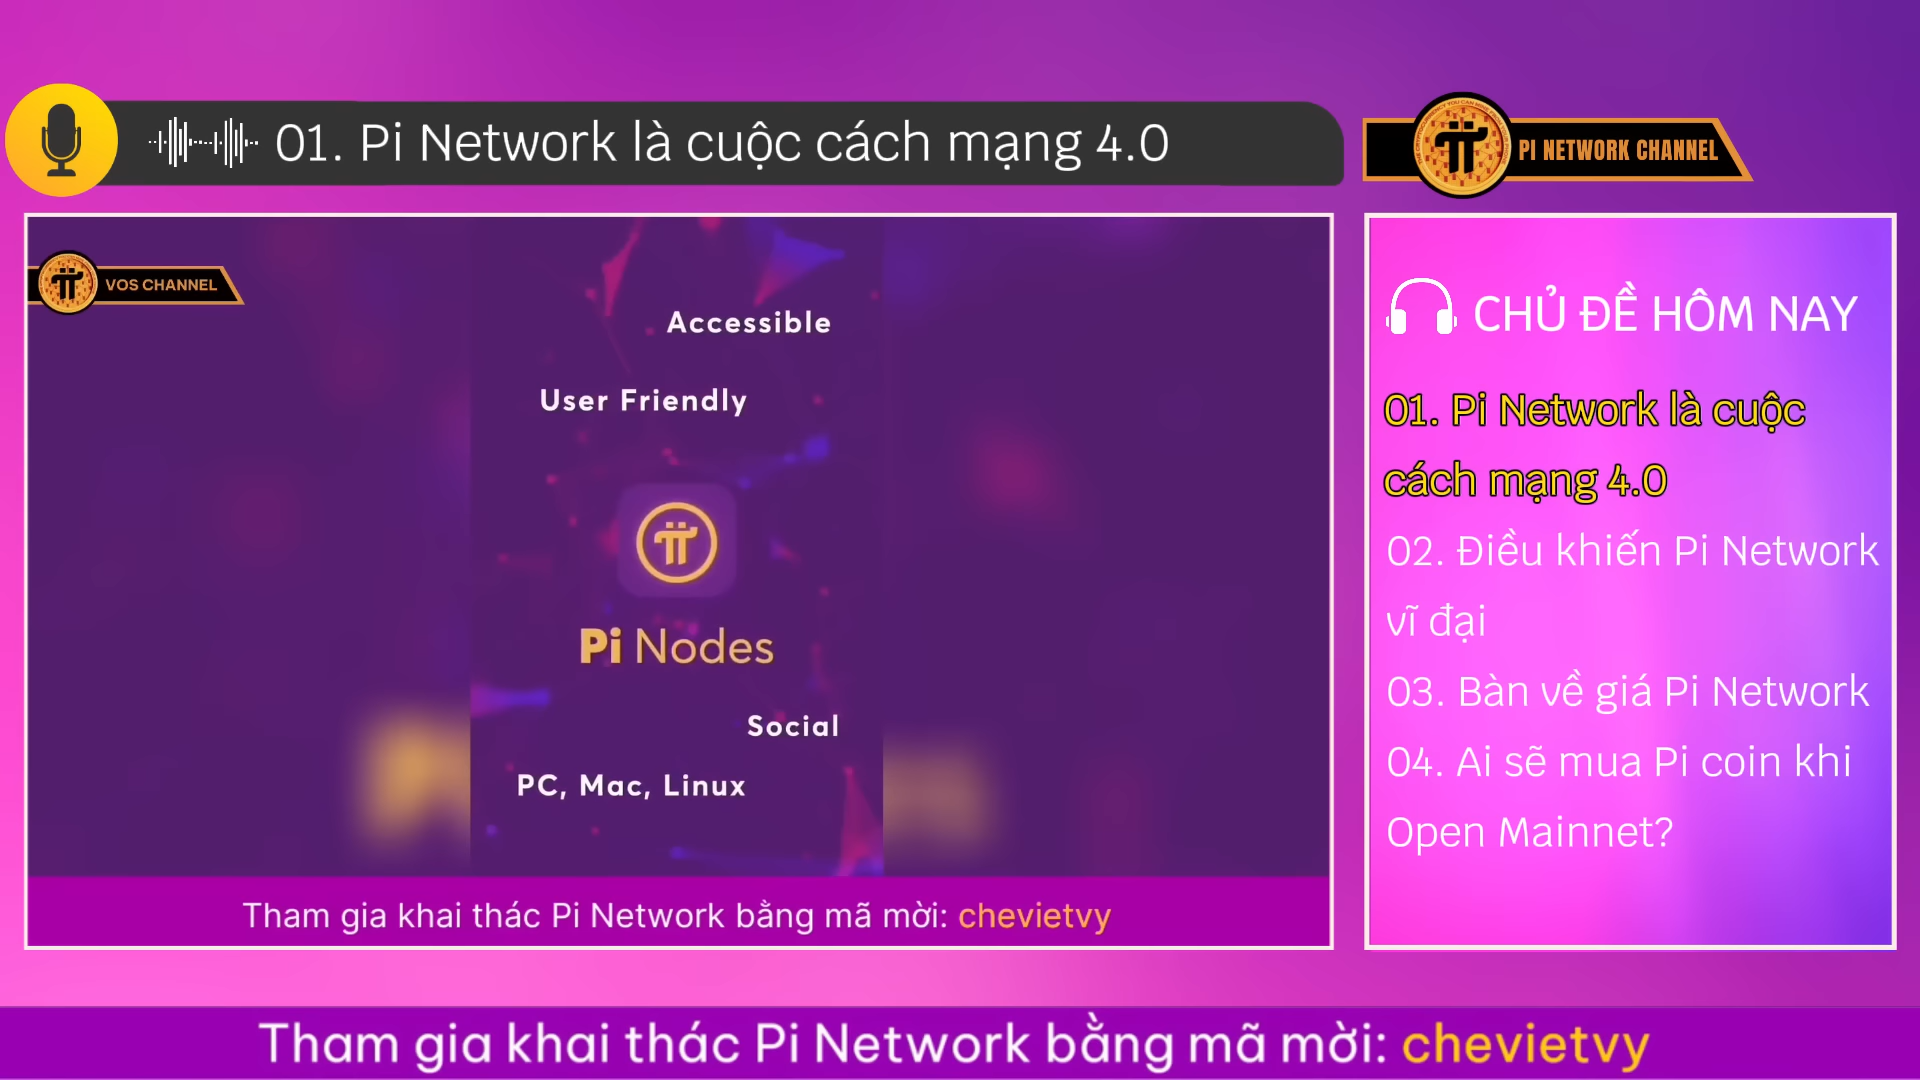 01. Pi Network là cuộc cách mạng 4.0
PI NETWORK CHANNEL
VOS CHANNEL
Accessible
User Friendly
Pi Nodes
Social
PC, Mac, Linux
Tham gia khai thác Pi Network bằng mã mời: chevietvy
CHỦ ĐỀ HÔM NAY
01. Pi Network là cuộc
cách mạng 4.0
02. Điều khiến Pi Network
vĩ đại
03. Bàn về giá Pi Network
04. Ai sẽ mua Pi coin khi
Open Mainnet?
Tham gia khai thác Pi Network bằng mã mời: chevietvy